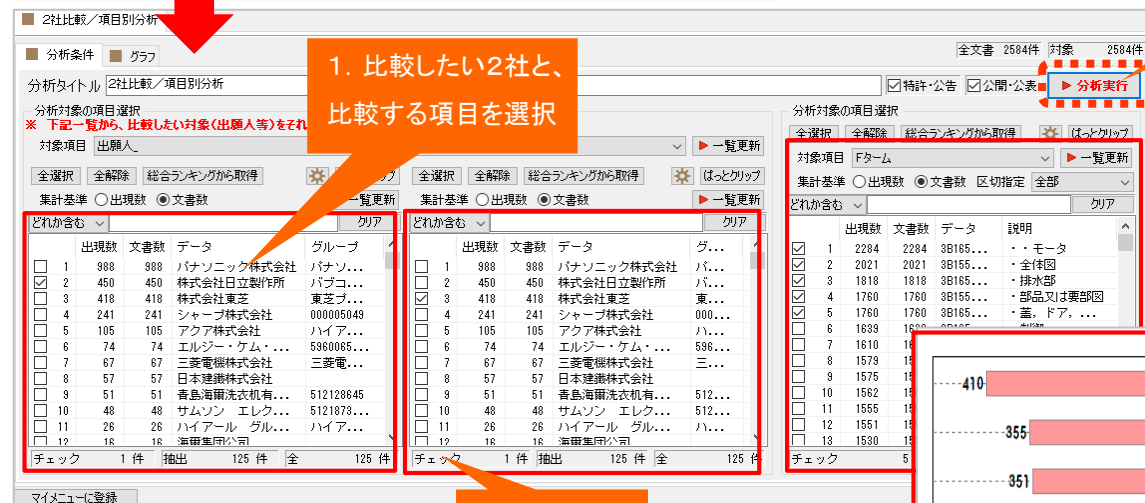 2社比較／項目別分析
分析条件 グラフ
全文書 2584件 対象 2584件
分析タイトル 2社比較／項目別分析
☑特許・公告 ☑公開・公表 ▶ 分析実行
1. 比較したい2社と、
比較する項目を選択
分析対象の項目選択
※ 下記一覧から、比較したい対象(出願人等)をそれ
対象項目 出願人_ ▶ 一覧更新
全選択 全解除 総合ランキングから取得
集計基準 ○出現数 ◉文書数 一覧更新
どれか含む クリア
出現数 文書数 データ グループ
1 988 988 パナソニック株式会社 パナソ...
☑ 2 450 450 株式会社日立製作所 バブコ...
3 418 418 株式会社東芝 東芝プ...
4 241 241 シャープ株式会社 000005049
5 105 105 アクア株式会社 ハイア...
6 74 74 エルジー・ケム・... 5960065...
7 67 67 三菱電機株式会社 三菱電...
8 57 57 日本建鐵株式会社
9 51 51 青島海爾洗衣机有... 512128645
10 48 48 サムソン エレク... 5121873...
11 26 26 ハイアール グル... ハイア...
12 16 16 海爾集団公司
チェック 1 件 抽出 125 件 全 125 件
全選択 全解除 総合ランキングから取得 ぱっとクリップ
集計基準 ○出現数 ◉文書数 ▶ 一覧更新
どれか含む クリア
出現数 文書数 データ グ...
1 988 988 パナソニック株式会社 パ...
2 450 450 株式会社日立製作所 バ...
☑ 3 418 418 株式会社東芝 東...
4 241 241 シャープ株式会社 000...
5 105 105 アクア株式会社 ハ...
6 74 74 エルジー・ケム・... 596...
7 67 67 三菱電機株式会社 三...
8 57 57 日本建鐵株式会社
9 51 51 青島海爾洗衣机有... 512...
10 48 48 サムソン エレク... 512...
11 26 26 ハイアール グル... ハ...
12 16 16 海爾集団公司
チェック 1 件 抽出 125 件 全 125 件
分析対象の項目選択
全選択 全解除 総合ランキングから取得 ぱっとクリップ
対象項目 Fターム ▶ 一覧更新
集計基準 ○出現数 ◉文書数 区切指定 全部
どれか含む クリア
出現数 文書数 データ 説明
☑ 1 2284 2284 3B165... ・・モータ
☑ 2 2021 2021 3B155... ・全体図
☑ 3 1818 1818 3B165... ・排水部
☑ 4 1760 1760 3B155... ・部品又は要部図
☑ 5 1760 1760 3B165... ・蓋，ドア，...
6 1639
7 1610
8 1579
9 1575
10 1562
11 1555
12 1551
13 1530
チェック 5
410
355
351
マイメニューに登録